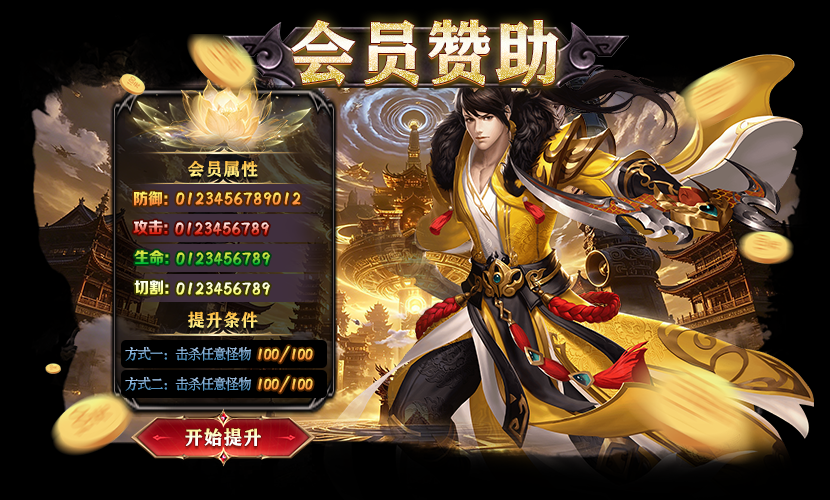 会员赞助
会员属性
防御: 0123456789012
攻击: 0123456789
生命: 0123456789
切割: 0123456789
提升条件
方式一: 击杀任意怪物 100/100
方式二: 击杀任意怪物 100/100
开始提升